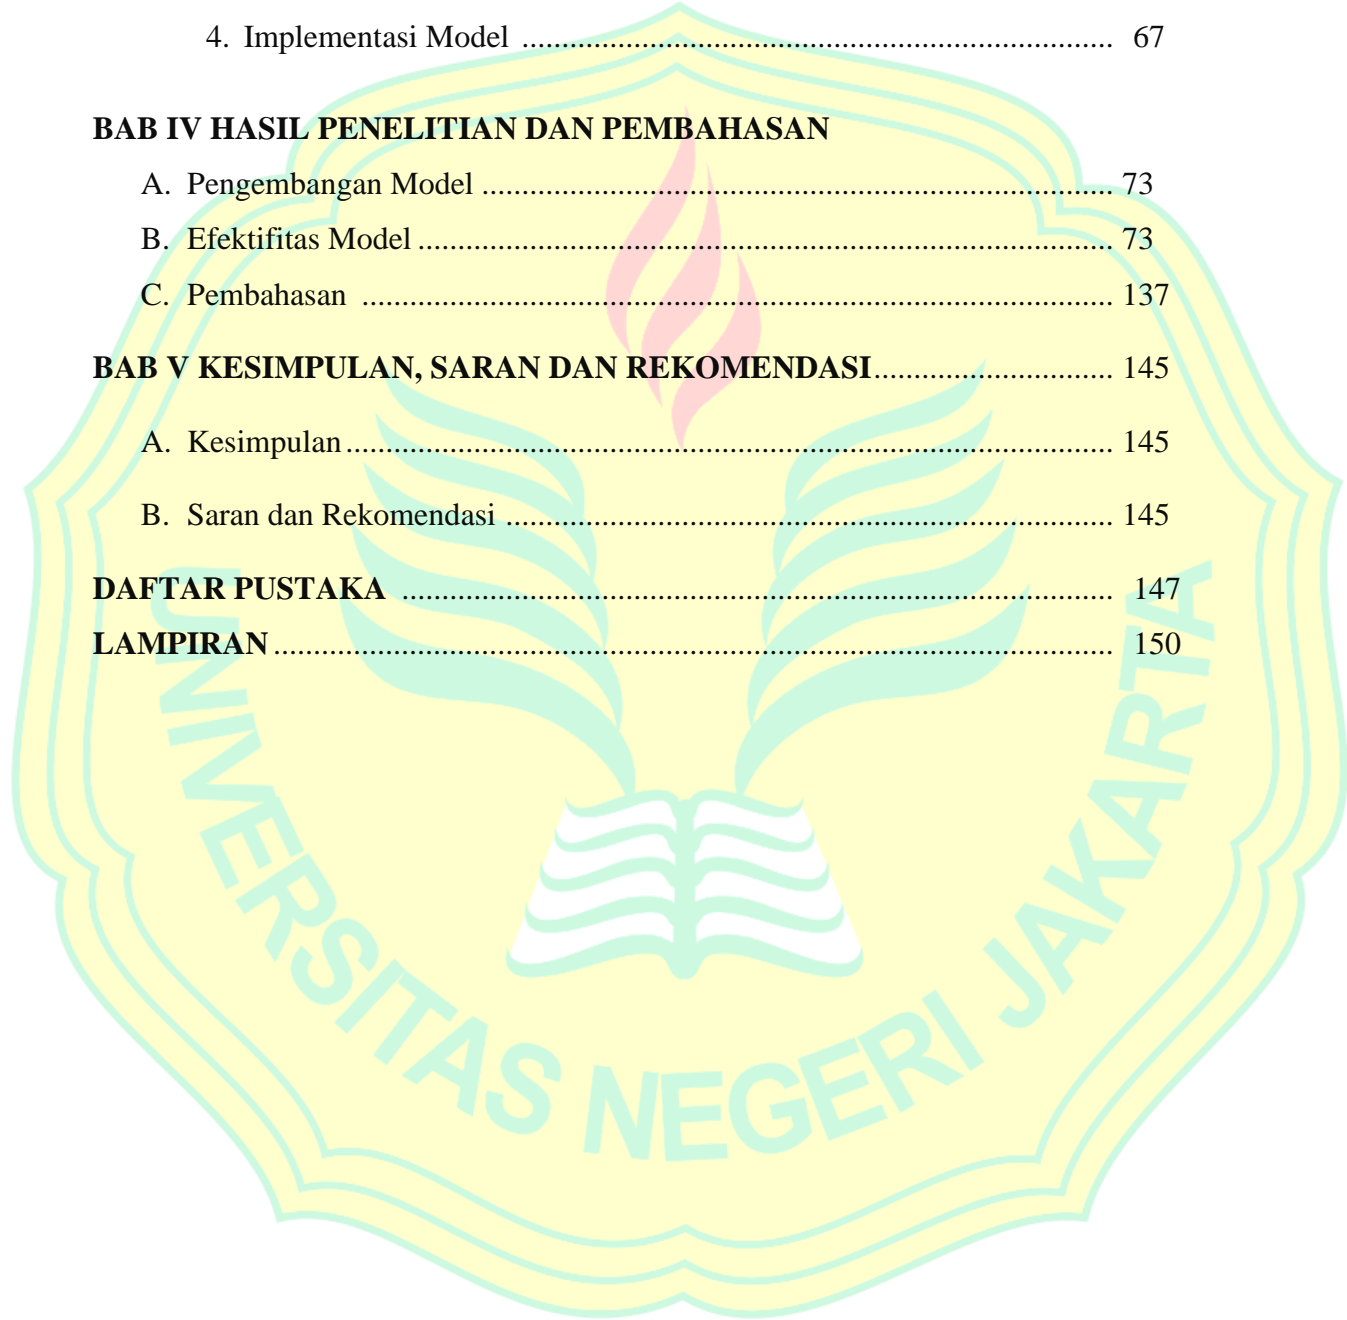 4. Implementasi Model ........................................................................... 67
BAB IV HASIL PENELITIAN DAN PEMBAHASAN
A. Pengembangan Model ................................................................................ 73
B. Efektifitas Model ........................................................................................ 73
C. Pembahasan ............................................................................................... 137
BAB V KESIMPULAN, SARAN DAN REKOMENDASI.............................. 145
A. Kesimpulan ................................................................................................. 145
B. Saran dan Rekomendasi ............................................................................. 145
DAFTAR PUSTAKA .......................................................................................... 147
LAMPIRAN .......................................................................................................... 150
UNIVERSITAS NEGERI JAKARTA